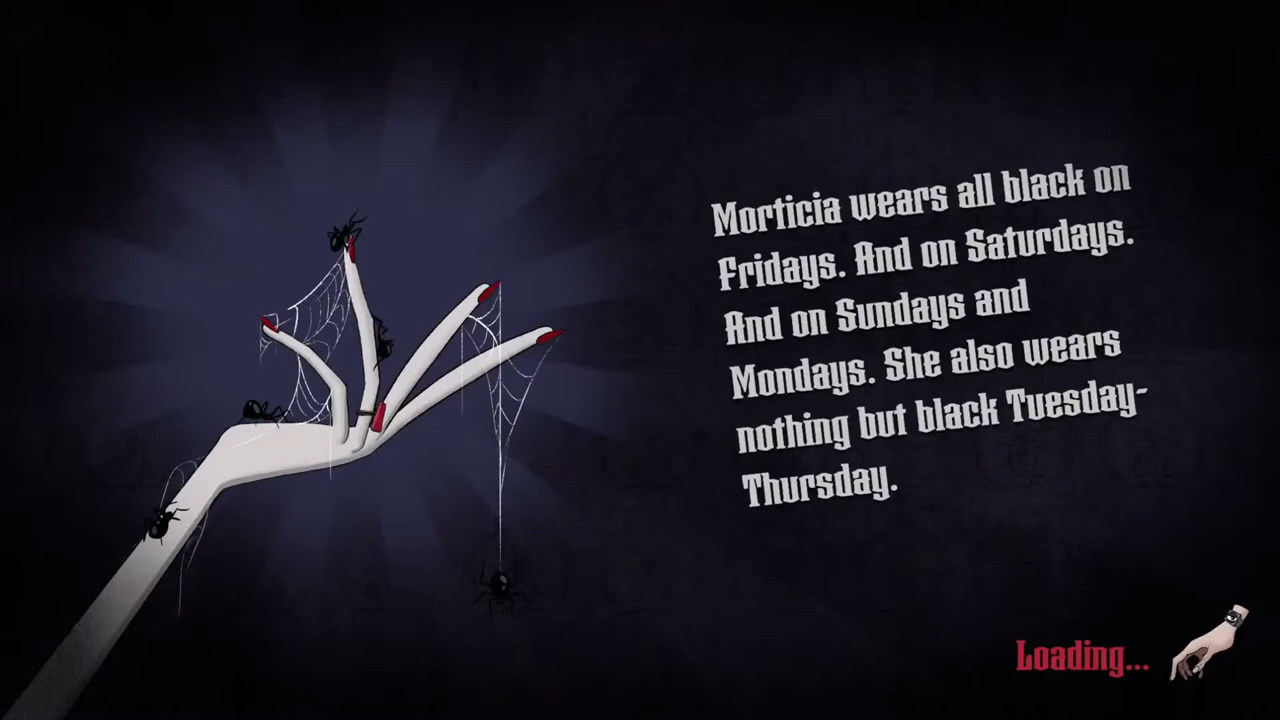 Morticia wears all black on
Fridays. And on Saturdays.
And on Sundays and
Mondays. She also wears
nothing but black Tuesday-
Thursday.
Loading...